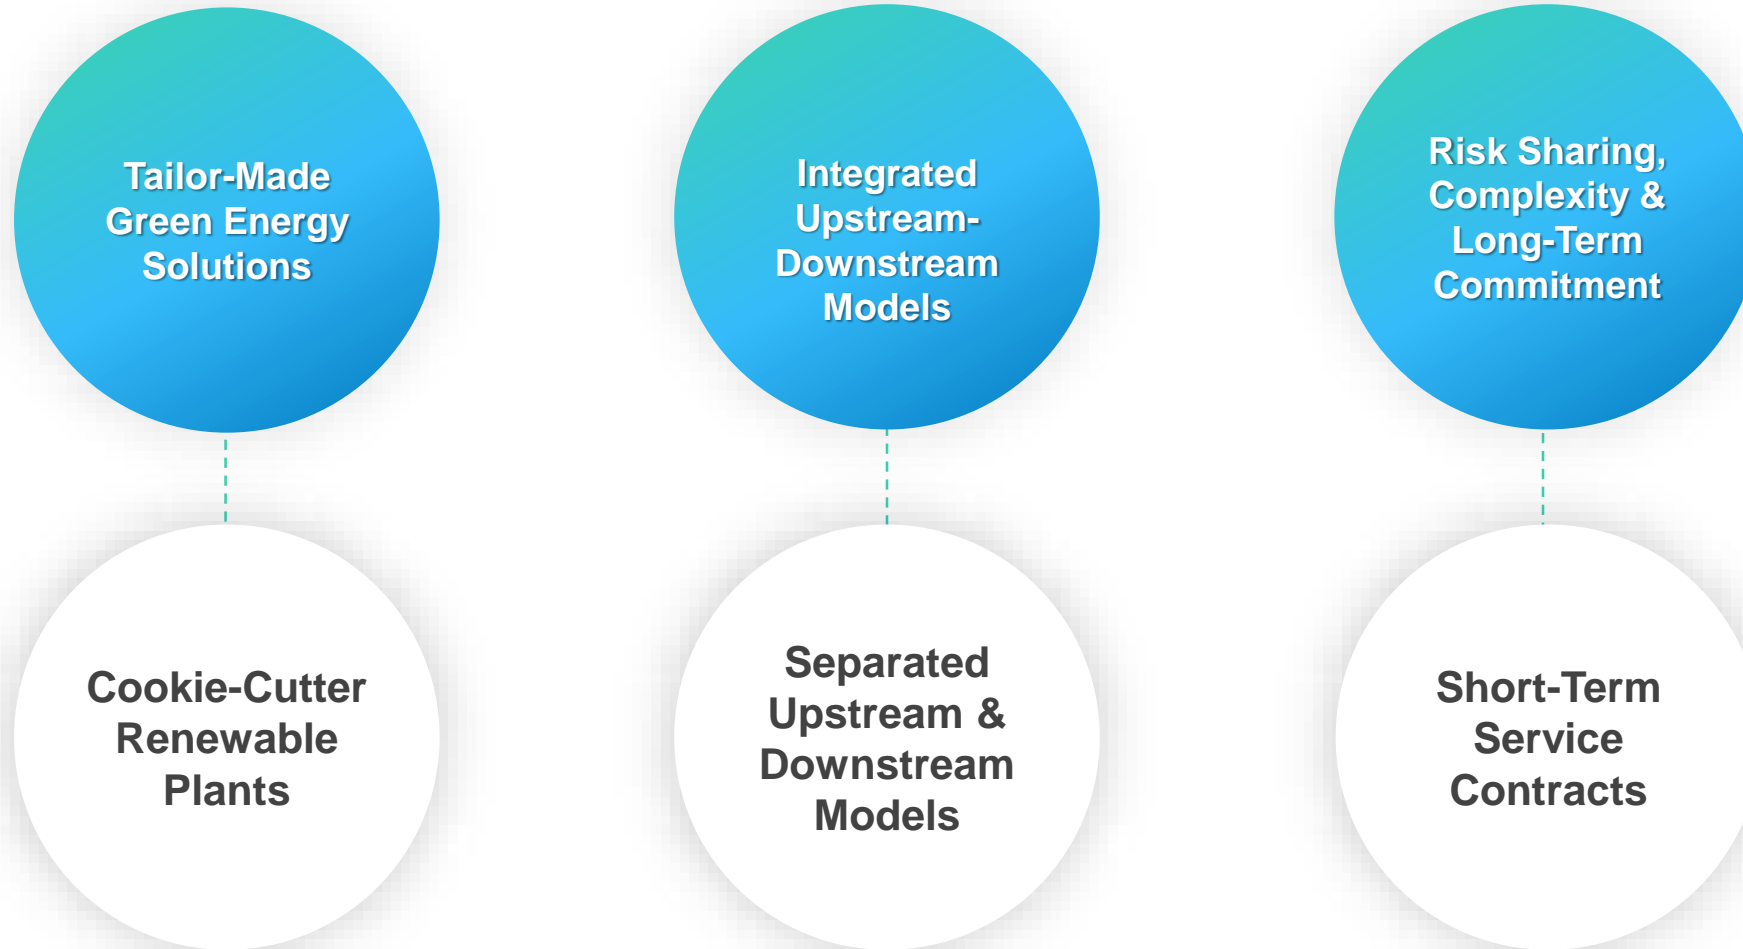 Tailor-Made
Green Energy
Solutions
Integrated
Upstream-
Downstream
Models
Risk Sharing,
Complexity &
Long-Term
Commitment
Cookie-Cutter
Renewable
Plants
Separated
Upstream &
Downstream
Models
Short-Term
Service
Contracts